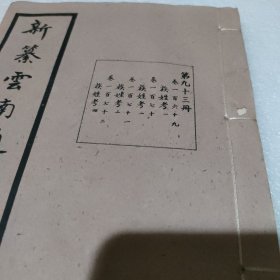 新纂雲南
第九十三冊
卷一百六十九
族姓考一
卷一百七十
族姓考二
卷一百七十一
族姓考三
卷一百七十二
族姓考四